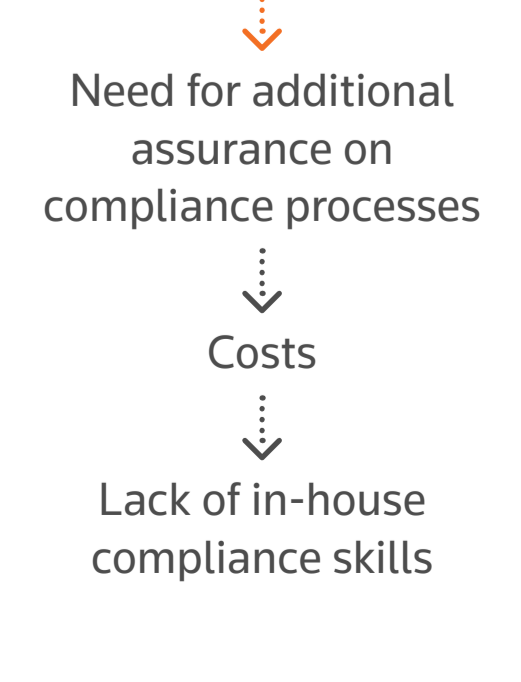 Need for additional
assurance on
compliance processes
Costs
Lack of in-house
compliance skills